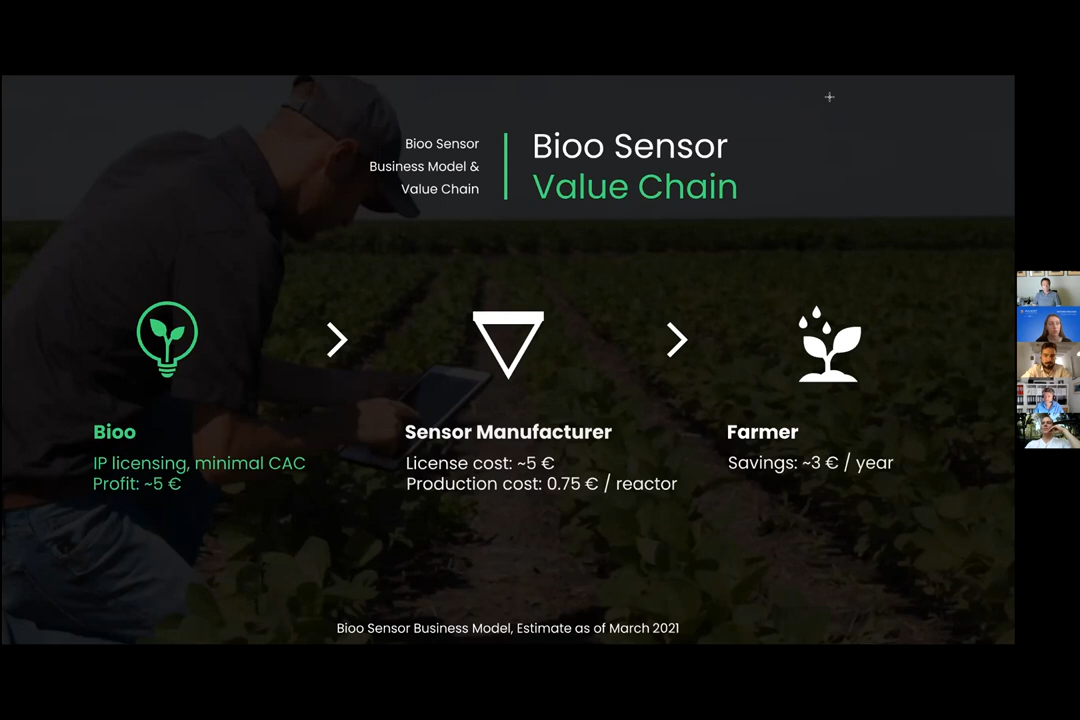 Bioo Sensor
Business Model &
Value Chain
Bioo Sensor
Value Chain
Bioo
IP licensing, minimal CAC
Profit: ~5 €
Sensor Manufacturer
License cost: ~5 €
Production cost: 0.75 € / reactor
Farmer
Savings: ~3 € / year
Bioo Sensor Business Model, Estimate as of March 2021